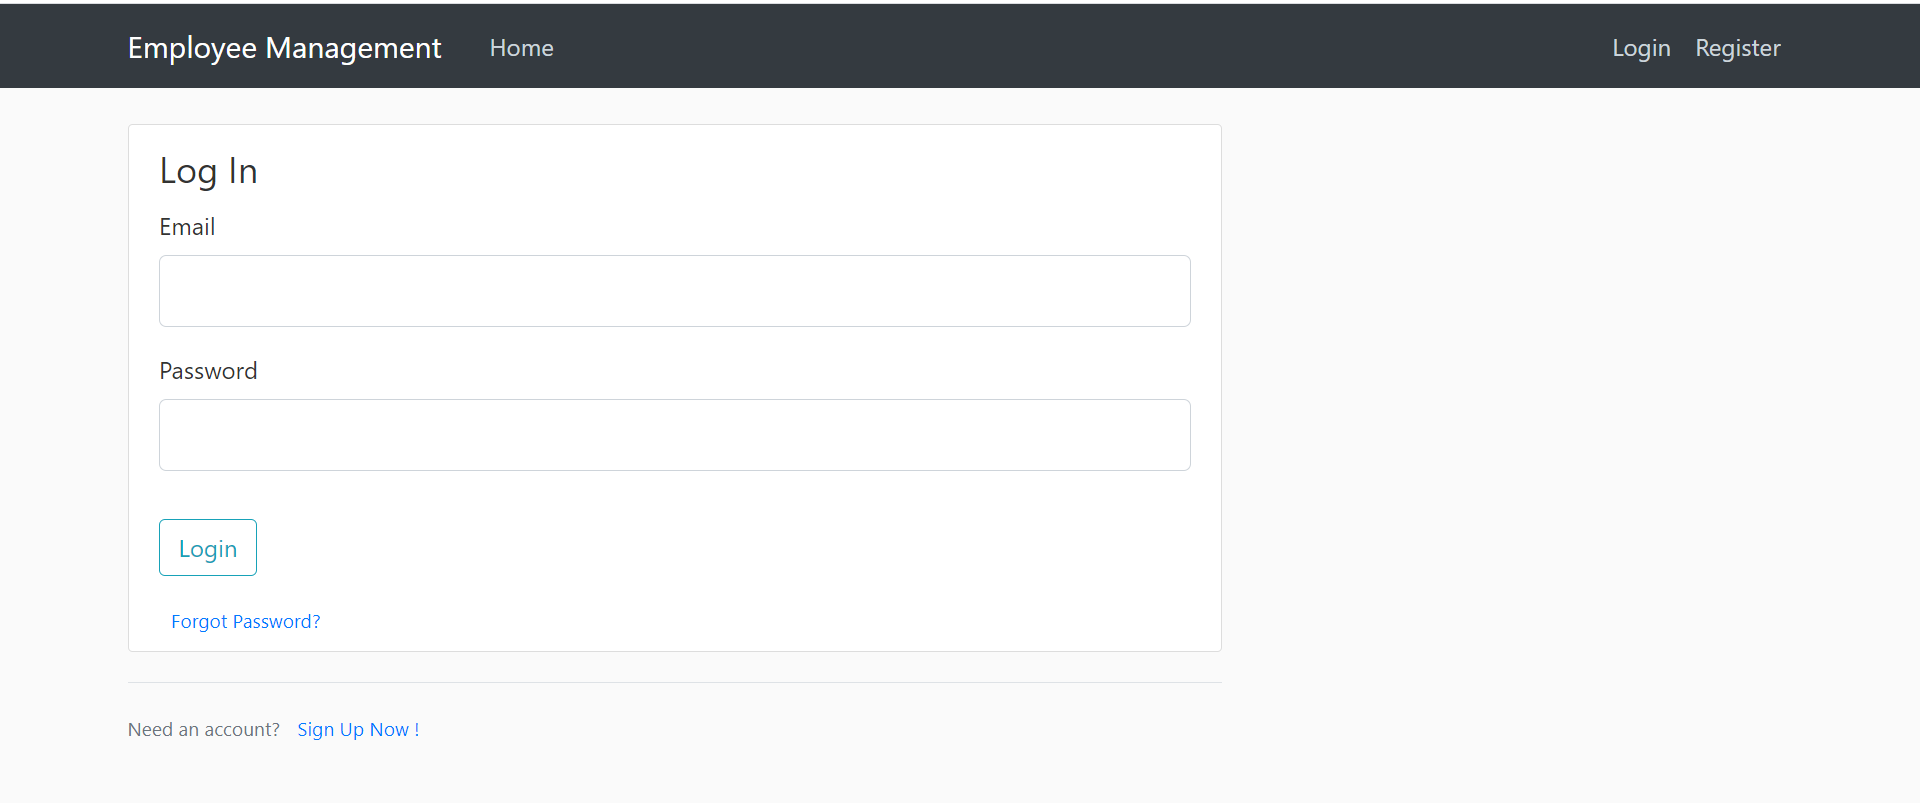 Employee Management Home Login Register
Log In
Email
Password
Login
Forgot Password?
Need an account? Sign Up Now !